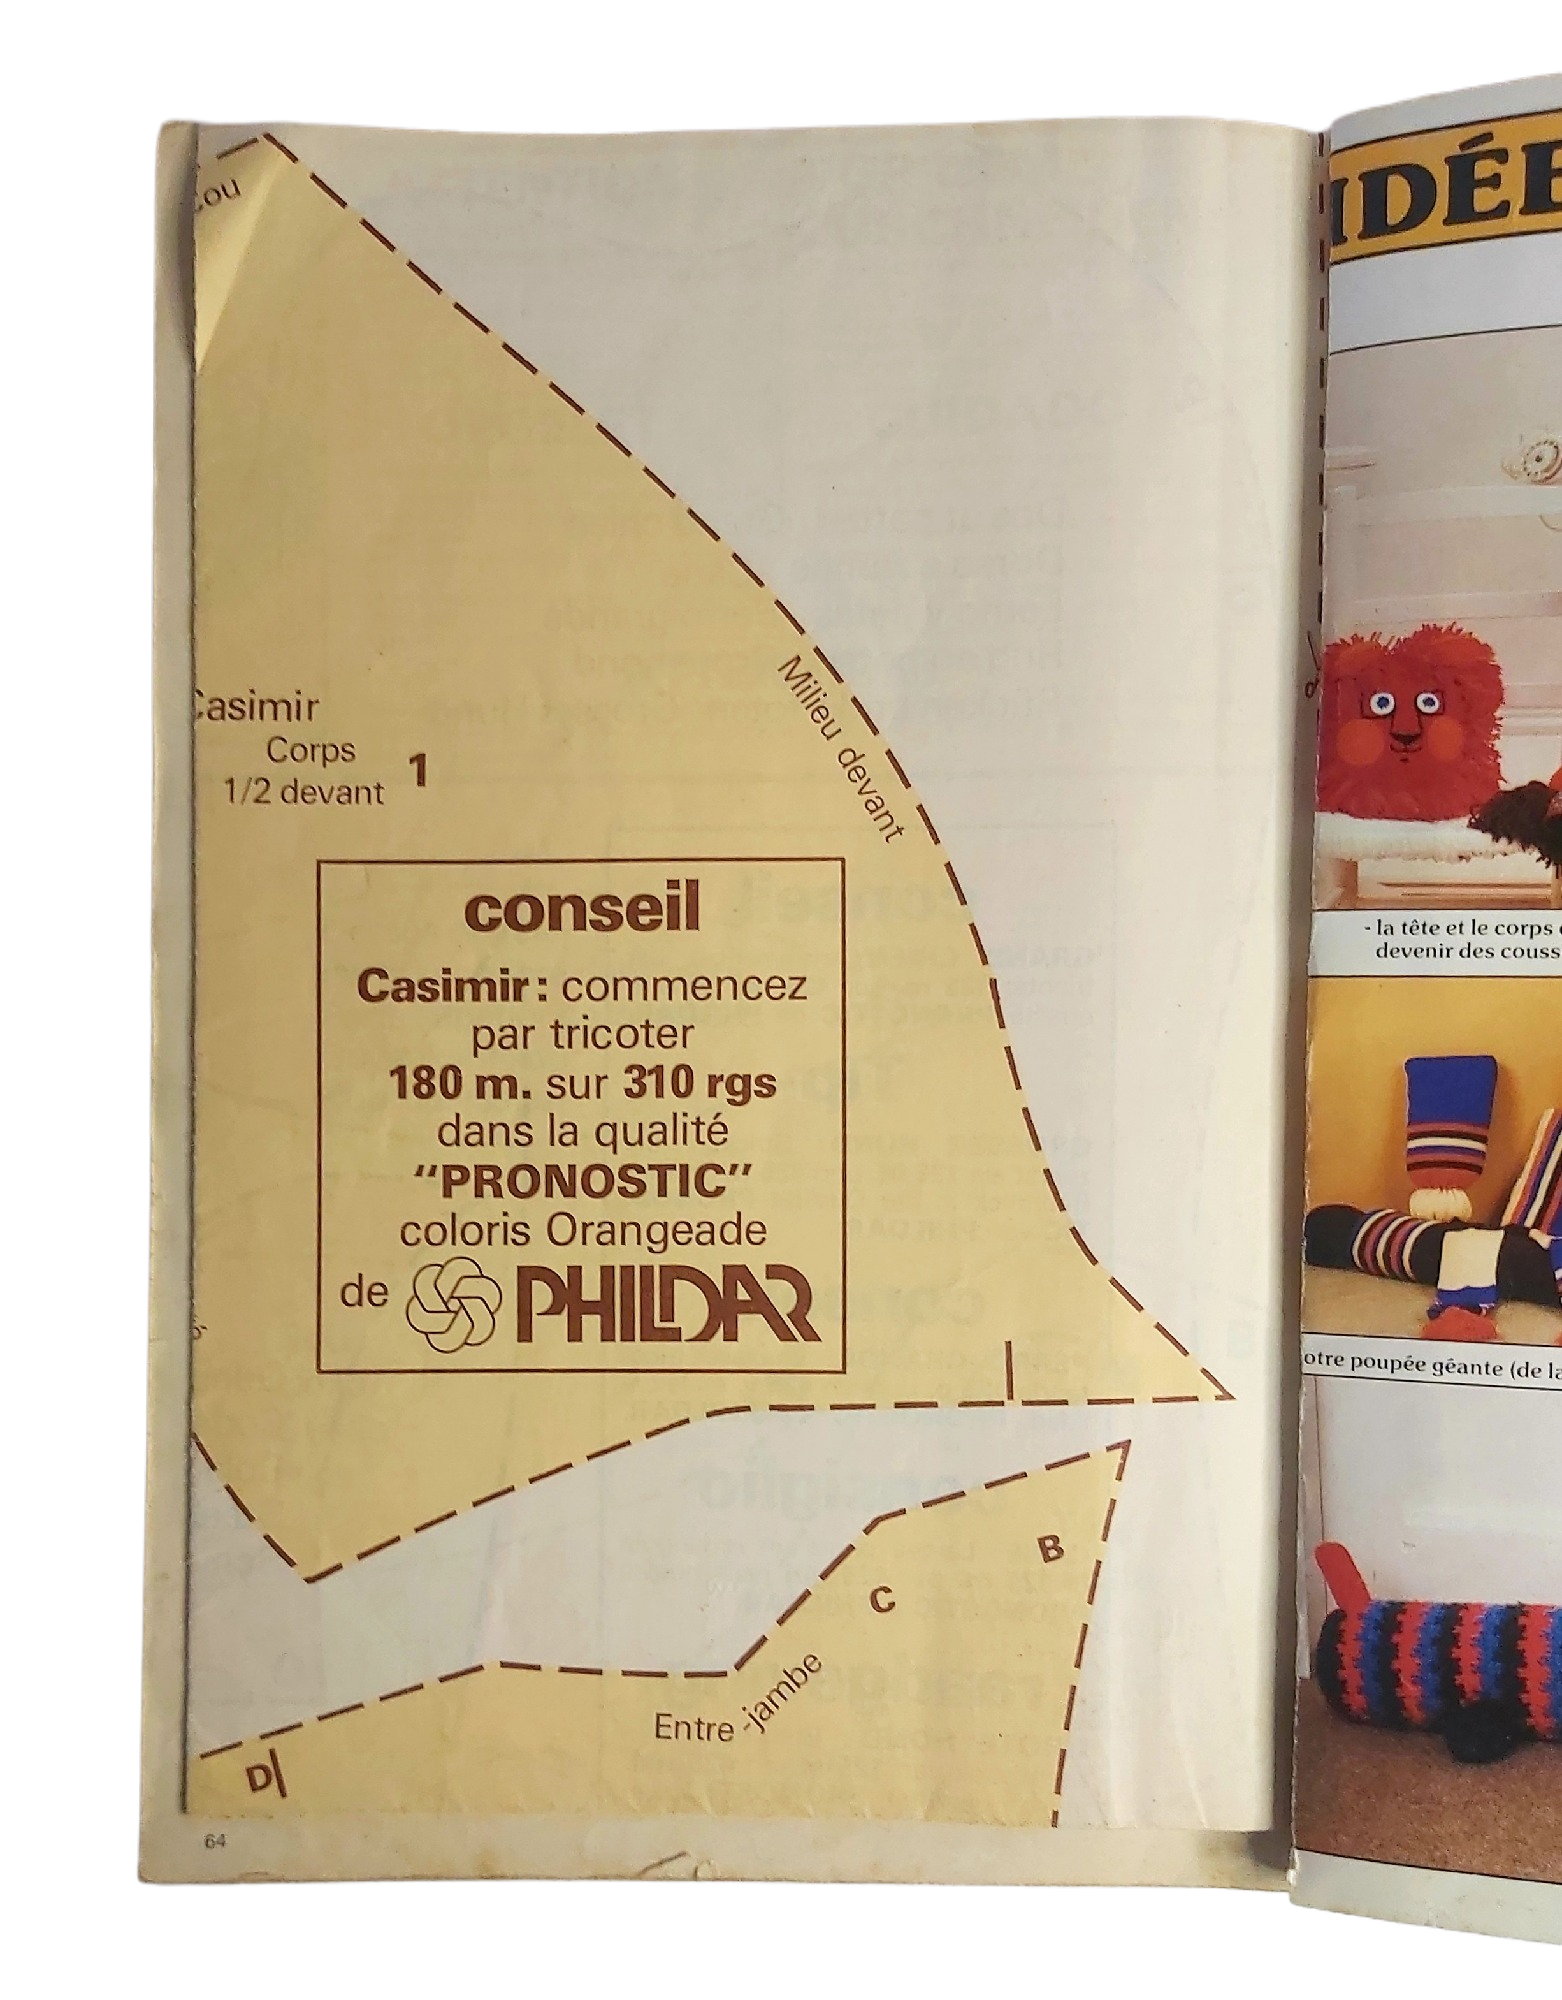 Cou
Casimir
Corps
1/2 devant 1
Milieu devant
conseil
Casimir : commencez
par tricoter
180 m. sur 310 rgs
dans la qualité
“PRONOSTIC”
coloris Orangeade
de PHILDAR
B
C
Entre-jambe
D
64
IDÉE
- la tête et le corps
devenir des couss
otre poupée géante (de la